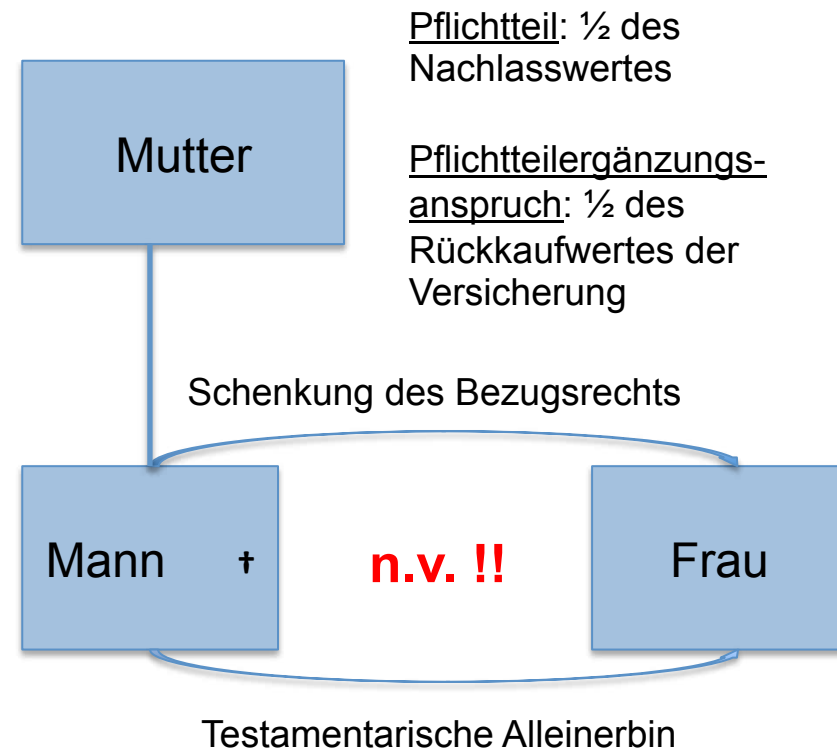 Pflichtteil: ½ des
Nachlasswertes
Mutter
Pflichtteilergänzungs-
anspruch: ½ des
Rückkaufwertes der
Versicherung
Schenkung des Bezugsrechts
Mann †
n.v. !!
Frau
Testamentarische Alleinerbin